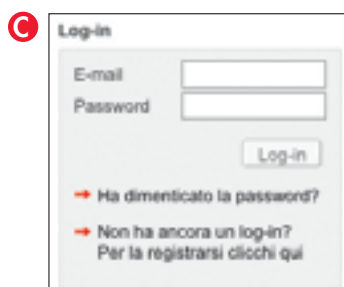 C
Log-in
E-mail
Password
Log-in
Ha dimenticato la password?
Non ha ancora un log-in?
Per la registrarsi clicchi qui